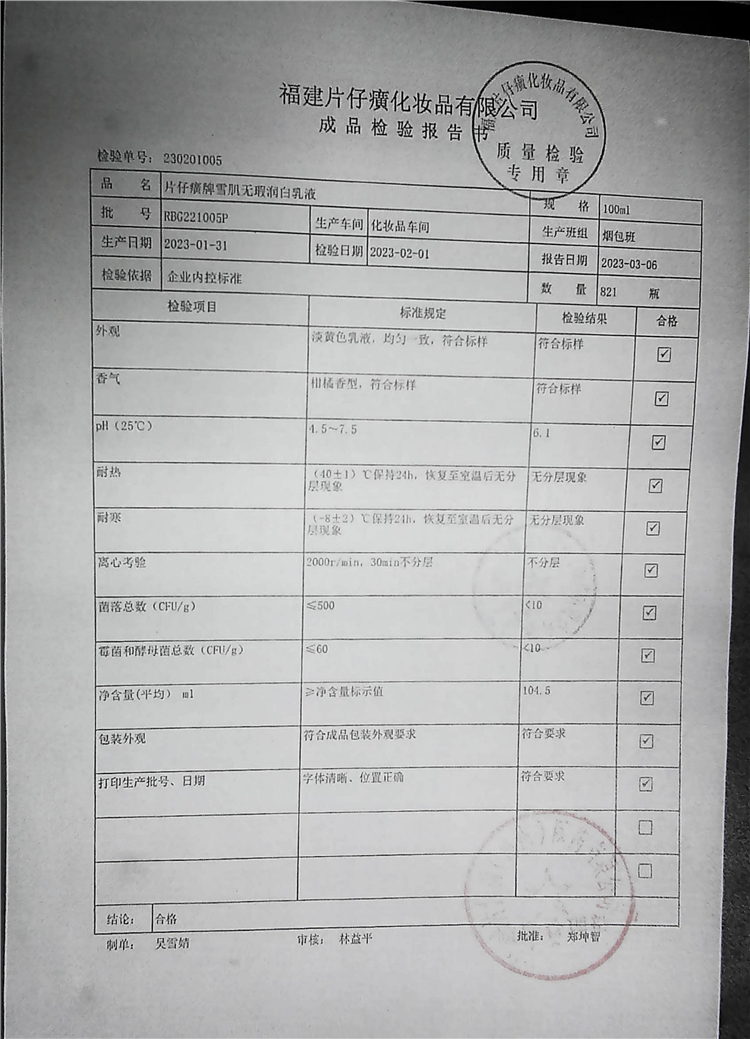 福建片仔癀化妆品有限公司
成品检验报告书
福建片仔癀化妆品有限公司
质量检验
专用章
检验单号：230201005
品 名 片仔癀牌雪肌无瑕润白乳液 规 格 100ml
批 号 RBG221005P 生产车间 化妆品车间 生产班组 烟包班
生产日期 2023-01-31 检验日期 2023-02-01 报告日期 2023-03-06
检验依据 企业内控标准 数 量 821 瓶
检验项目 标准规定 检验结果 合格
外观 淡黄色乳液，均匀一致，符合标样 符合标样 ☑
香气 柑橘香型，符合标样 符合标样 ☑
pH（25℃） 4.5～7.5 6.1 ☑
耐热 （40±1）℃保持24h，恢复至室温后无分 无分层现象 ☑
层现象
耐寒 （-8±2）℃保持24h，恢复至室温后无分 无分层现象 ☑
层现象
离心考验 2000r/min，30min不分层 不分层 ☑
菌落总数（CFU/g） ≤500 <10 ☑
霉菌和酵母菌总数（CFU/g） ≤60 <10 ☑
净含量(平均） ml ≥净含量标示值 104.5 ☑
包装外观 符合成品包装外观要求 符合要求 ☑
打印生产批号、日期 字体清晰、位置正确 符合要求 ☑
☐
☐
结论： 合格
制单： 吴雪婧 审核： 林益平 批准： 郑坤智